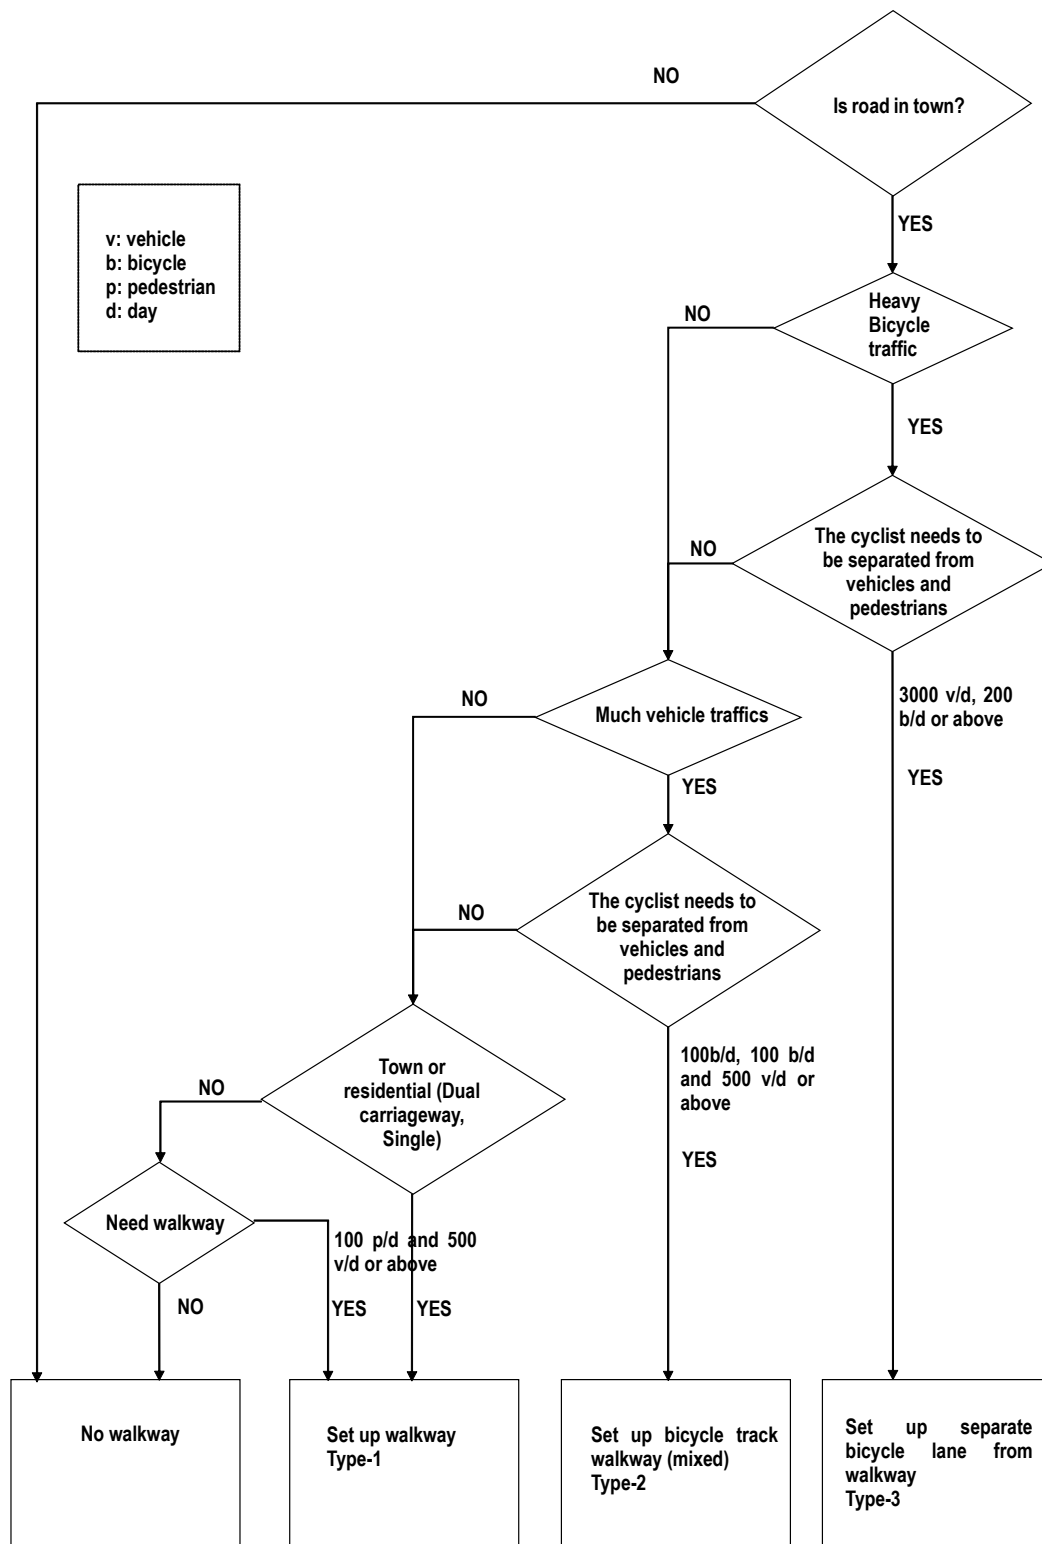 NO
Is road in town?
v: vehicle
b: bicycle
p: pedestrian
d: day
YES
NO
Heavy
Bicycle
traffic
YES
NO
The cyclist needs to
be separated from
vehicles and
pedestrians
NO
Much vehicle traffics
3000 v/d, 200
b/d or above
YES
YES
NO
The cyclist needs to
be separated from
vehicles and
pedestrians
NO
Town or
residential (Dual
carriageway,
Single)
100b/d, 100 b/d
and 500 v/d or
above
YES
Need walkway
100 p/d and 500
v/d or above
NO
YES
YES
No walkway
Set up walkway
Type-1
Set up bicycle track
walkway (mixed)
Type-2
Set up separate
bicycle lane from
walkway
Type-3